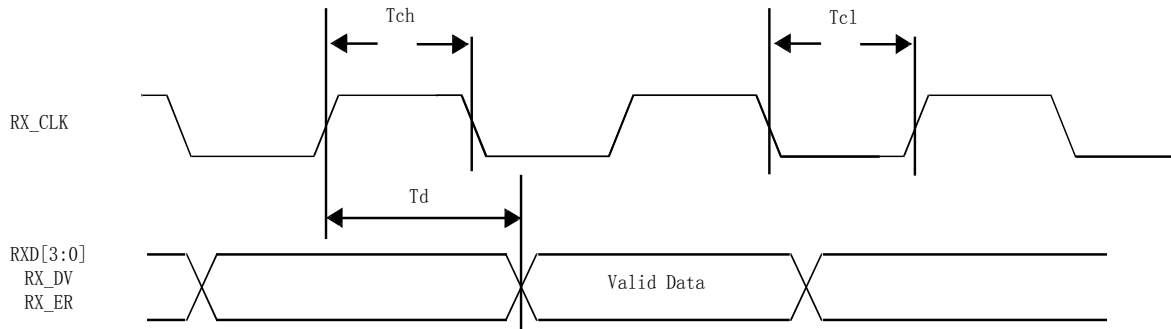 Tch
Tcl
RX_CLK
Td
RXD[3:0]
RX_DV
RX_ER
Valid Data